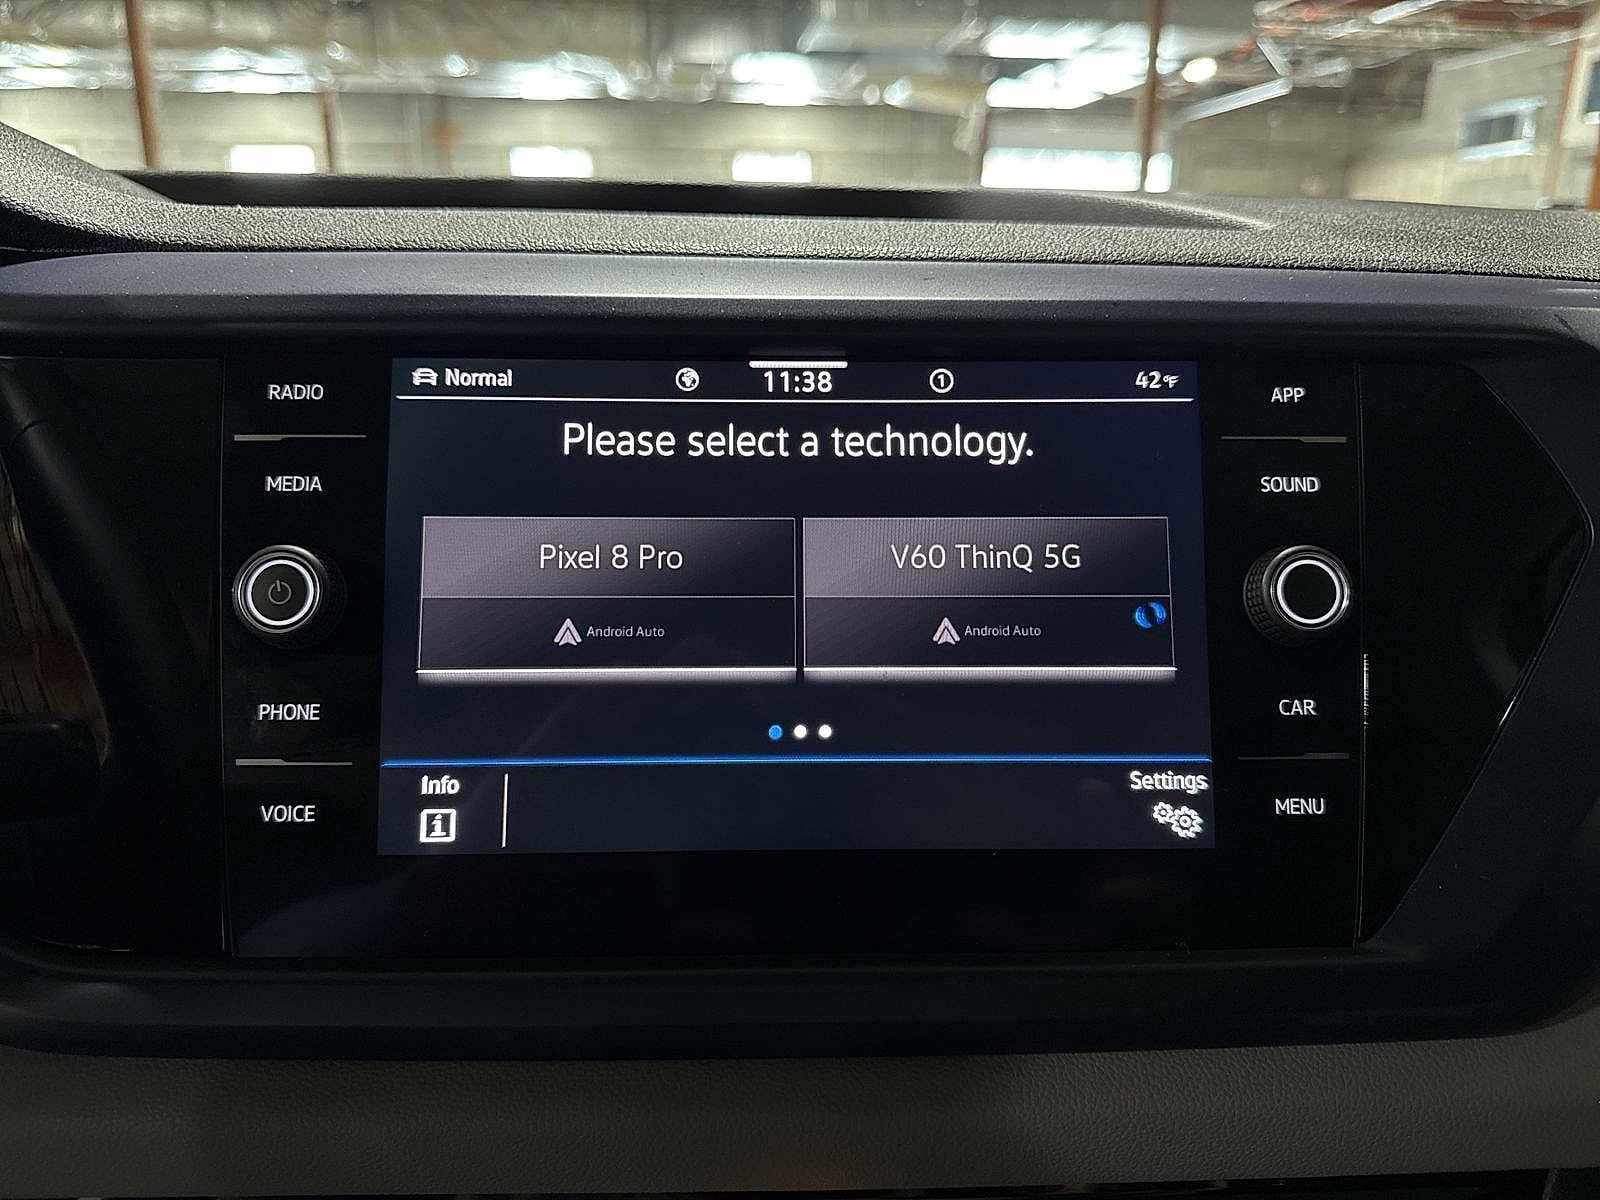 RADIO
MEDIA
PHONE
VOICE
Normal
11:38
1
42°F
Please select a technology.
Pixel 8 Pro
Android Auto
V60 ThinQ 5G
Android Auto
Info
i
Settings
APP
SOUND
CAR
MENU